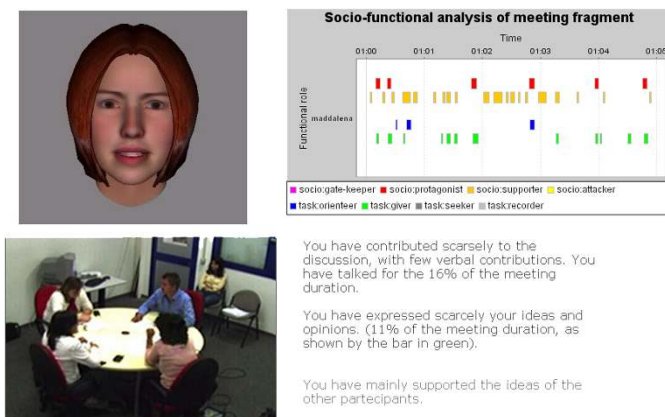 Socio-functional analysis of meeting fragment
Time
01:00 01:01 01:02 01:03 01:04 01:05
Functional role
maddalena
socio:gate-keeper socio:protagonist socio:supporter socio:attacker
task:orienteer task:giver task:seeker task:recorder
You have contributed scarsely to the
discussion, with few verbal contributions. You
have talked for the 16% of the meeting
duration.
You have expressed scarcely your ideas and
opinions. (11% of the meeting duration, as
shown by the bar in green).
You have mainly supported the ideas of the
other partecipants.